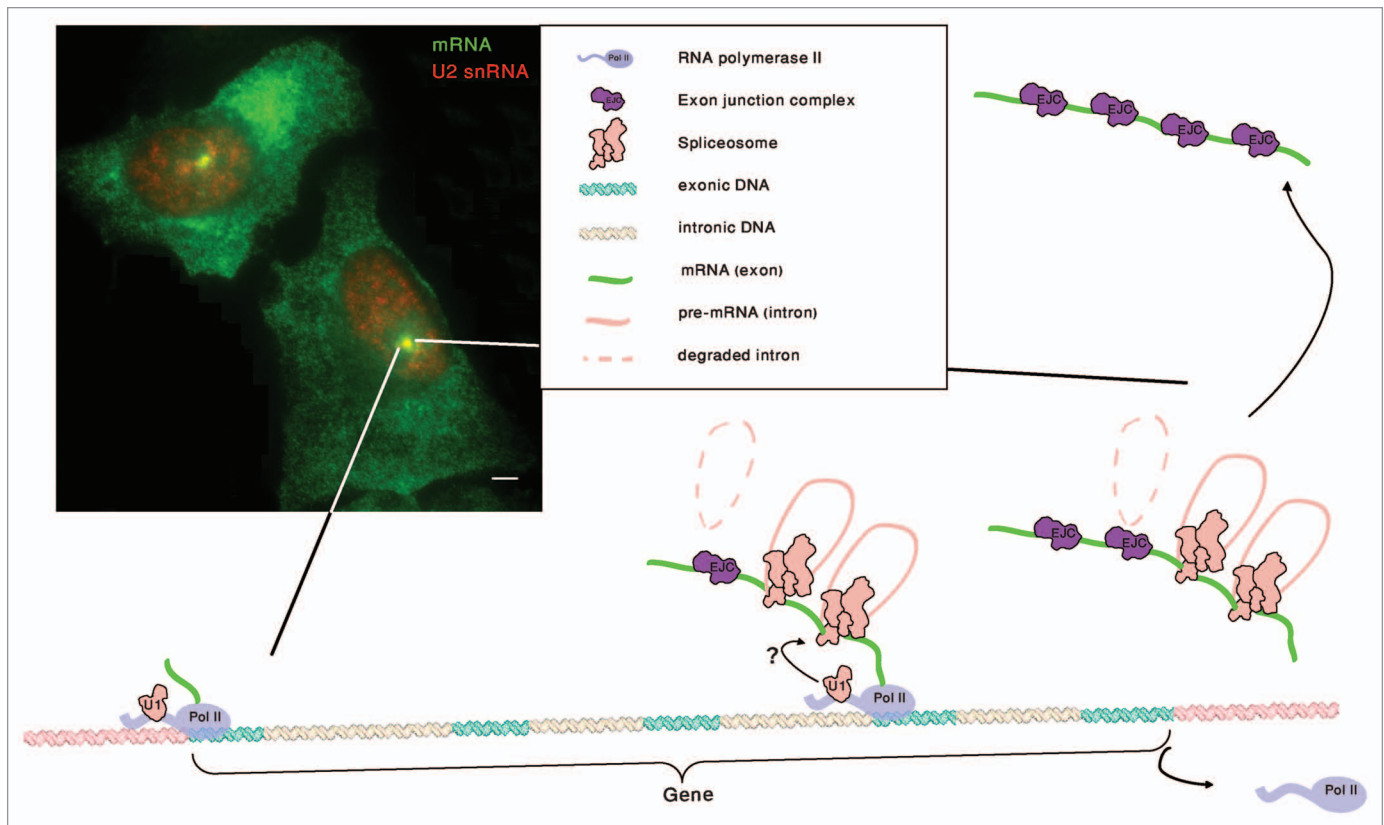 mRNA
U2 snRNA
Pol II
RNA polymerase II
EJC
Exon junction complex
Spliceosome
exonic DNA
intronic DNA
mRNA (exon)
pre-mRNA (intron)
degraded intron
EJC
EJC
EJC
EJC
EJC
EJC
EJC
?
U1
Pol II
U1
Pol II
Gene
Pol II